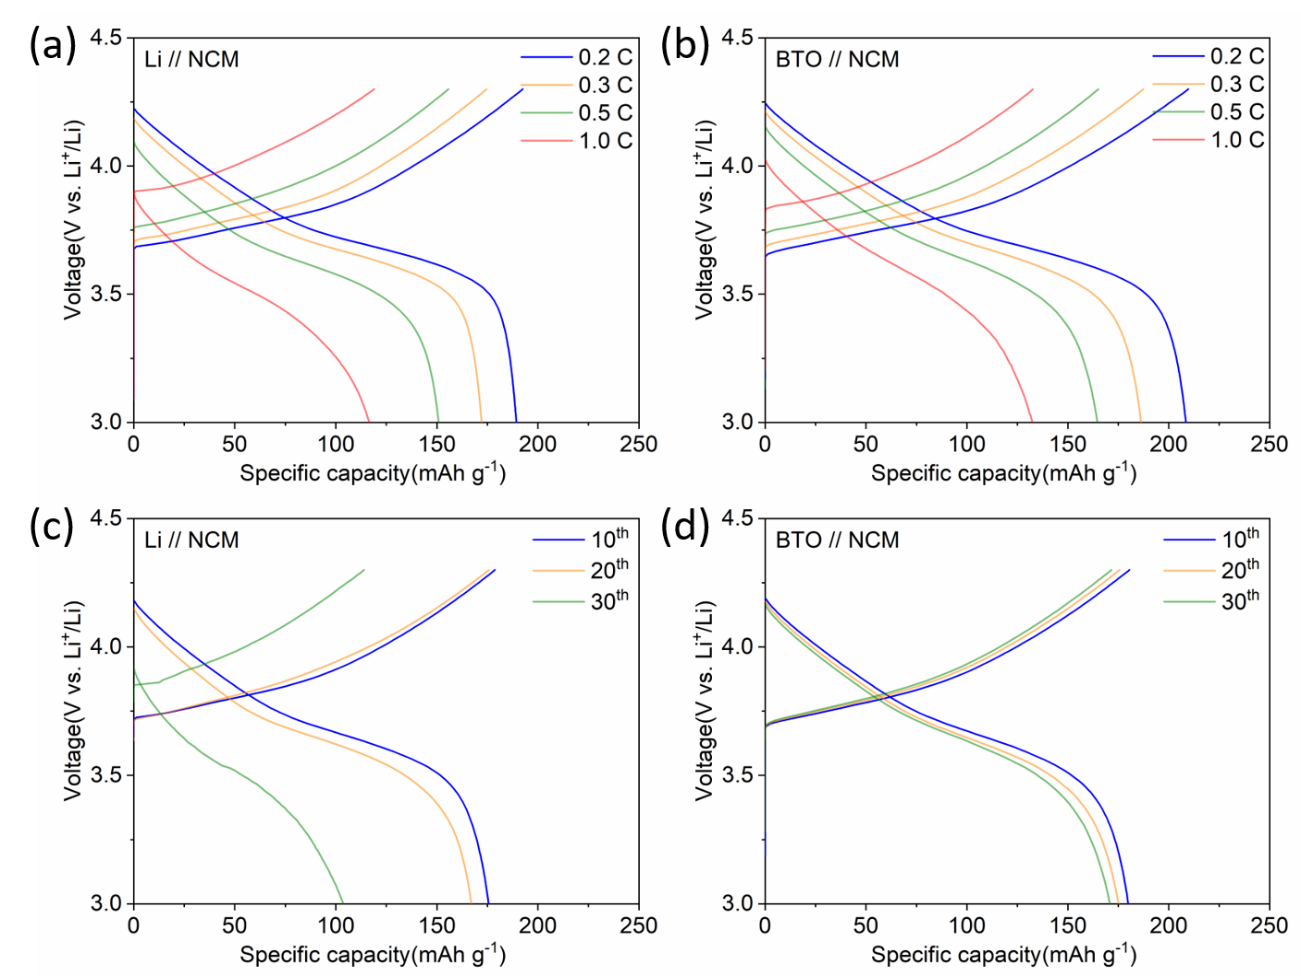 (a)
Li // NCM
0.2 C
0.3 C
0.5 C
1.0 C
4.5
4.0
3.5
3.0
Voltage(V vs. Li⁺/Li)
0 50 100 150 200 250
Specific capacity(mAh g⁻¹)
(b)
BTO // NCM
0.2 C
0.3 C
0.5 C
1.0 C
4.5
4.0
3.5
3.0
Voltage(V vs. Li⁺/Li)
0 50 100 150 200 250
Specific capacity(mAh g⁻¹)
(c)
Li // NCM
10ᵗʰ
20ᵗʰ
30ᵗʰ
4.5
4.0
3.5
3.0
Voltage(V vs. Li⁺/Li)
0 50 100 150 200 250
Specific capacity(mAh g⁻¹)
(d)
BTO // NCM
10ᵗʰ
20ᵗʰ
30ᵗʰ
4.5
4.0
3.5
3.0
Voltage(V vs. Li⁺/Li)
0 50 100 150 200 250
Specific capacity(mAh g⁻¹)